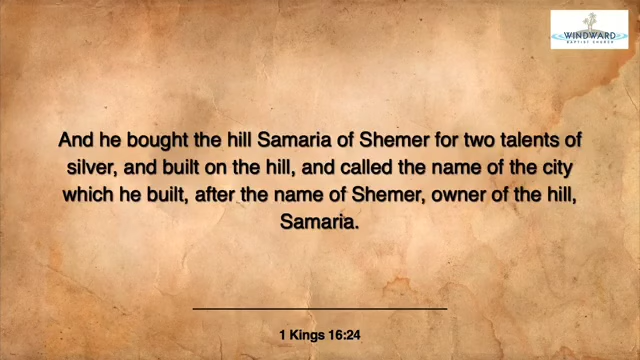 WINDWARD
BAPTIST CHURCH
And he bought the hill Samaria of Shemer for two talents of
silver, and built on the hill, and called the name of the city
which he built, after the name of Shemer, owner of the hill,
Samaria.
1 Kings 16:24